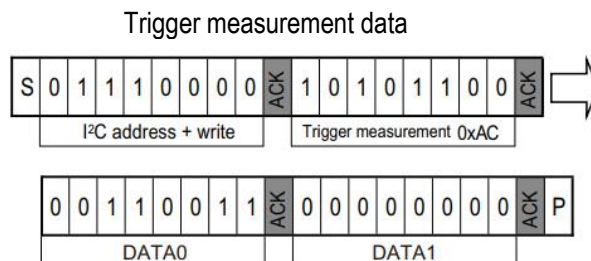 Trigger measurement data
S 0 1 1 1 0 0 0 0 ACK 1 0 1 0 1 1 0 0 ACK
I²C address + write Trigger measurement 0xAC
0 0 1 1 0 0 1 1 ACK 0 0 0 0 0 0 0 0 ACK P
DATA0 DATA1